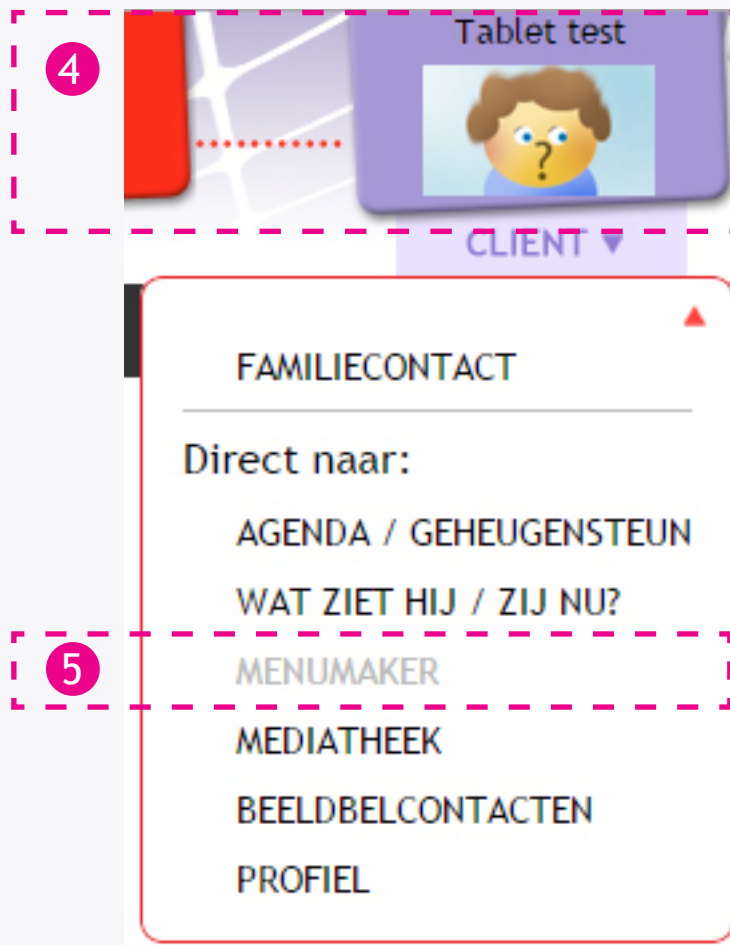 4
Tablet test
?
CLIENT ▼
▲
FAMILIECONTACT
Direct naar:
AGENDA / GEHEUGENSTEUN
WAT ZIET HIJ / ZIJ NU?
5
MENUMAKER
MEDIATHEEK
BEELDBELCONTACTEN
PROFIEL